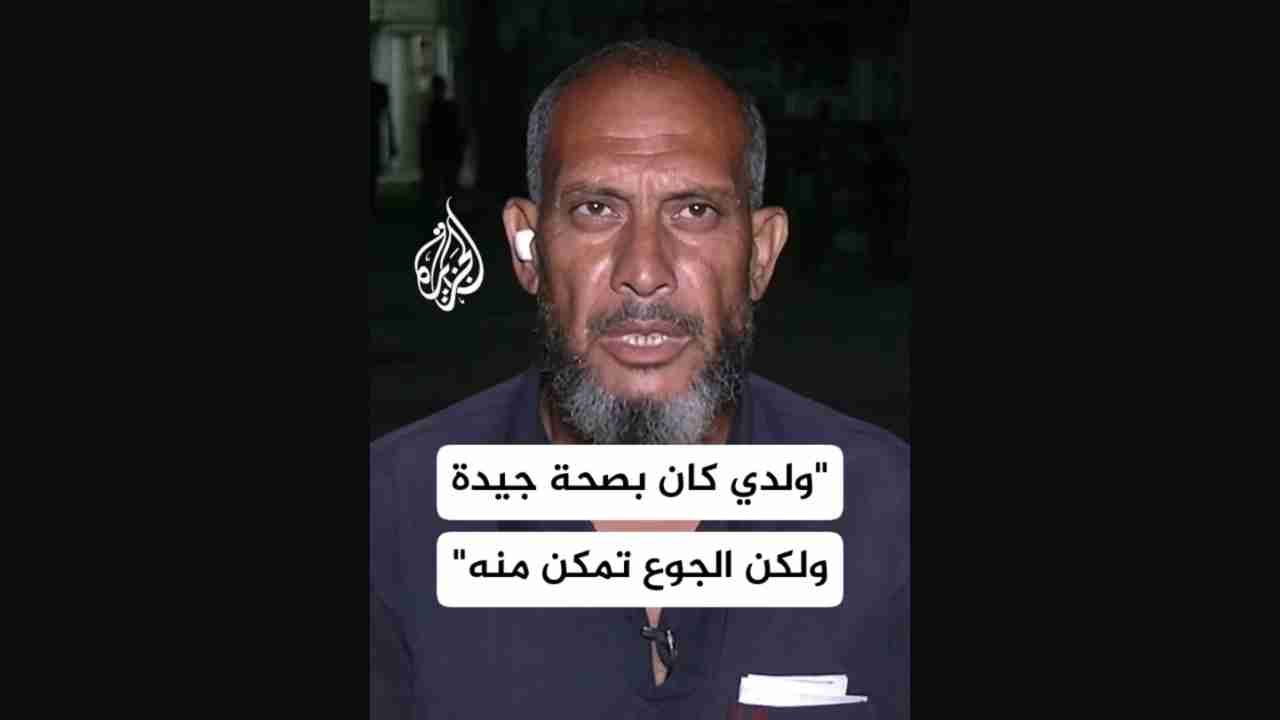 الجزيرة
"ولدي كان بصحة جيدة
ولكن الجوع تمكن منه"